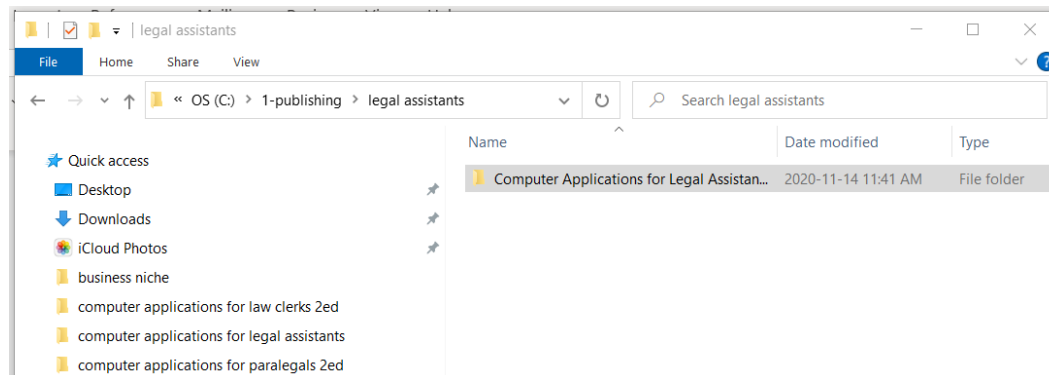 legal assistants
File Home Share View
« OS (C:) > 1-publishing > legal assistants
Search legal assistants
Name Date modified Type
Quick access
Computer Applications for Legal Assistan... 2020-11-14 11:41 AM File folder
Desktop
Downloads
iCloud Photos
business niche
computer applications for law clerks 2ed
computer applications for legal assistants
computer applications for paralegals 2ed